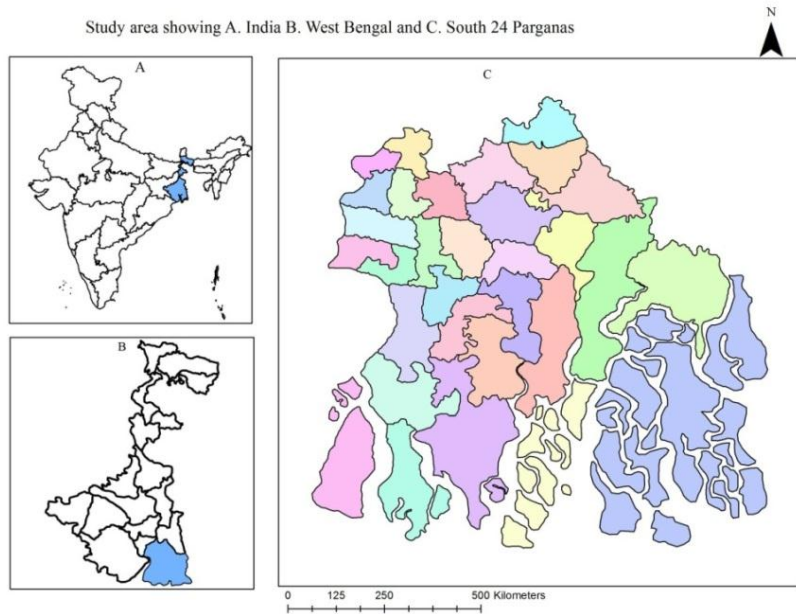 Study area showing A. India B. West Bengal and C. South 24 Parganas
N
A
B
C
0 125 250 500 Kilometers